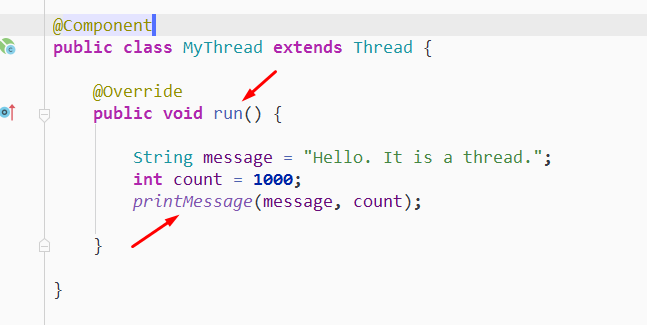 @Component
public class MyThread extends Thread {
@Override
public void run() {
String message = "Hello. It is a thread.";
int count = 1000;
printMessage(message, count);
}
}